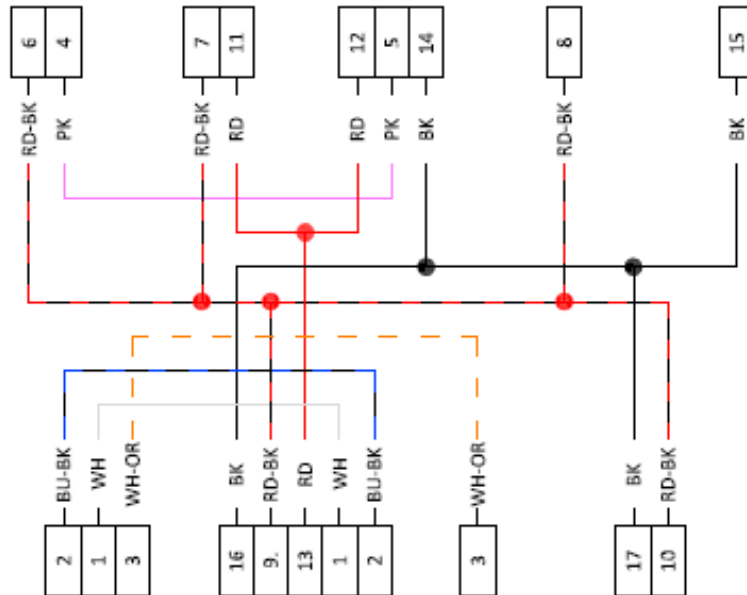 6 4 7 11 12 5 14 8 15
RD-BK PK RD-BK RD RD PK BK RD-BK BK
BU-BK WH WH-OR BK RD-BK RD WH BU-BK WH-OR BK RD-BK
2 1 3 16 9. 13 1 2 3 17 10